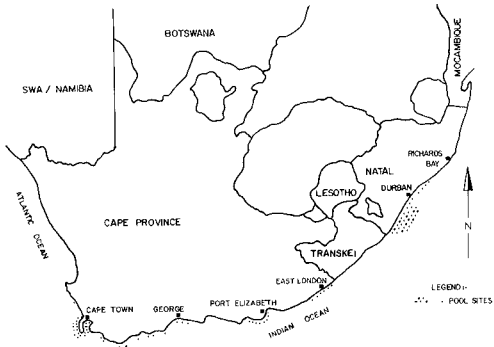 BOTSWANA
MOCAMBIQUE
SWA / NAMIBIA
RICHARDS
BAY
NATAL
LESOTHO
DURBAN
ATLANTIC OCEAN
CAPE PROVINCE
N
TRANSKEI
EAST LONDON
LEGEND:-
POOL SITES
CAPE TOWN
GEORGE
PORT ELIZABETH
INDIAN OCEAN